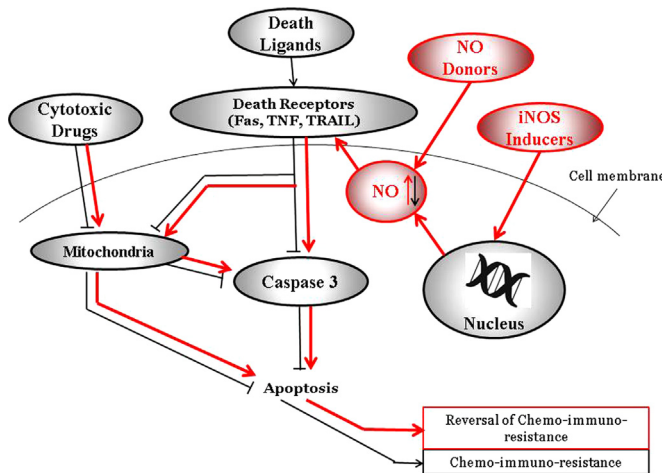 Death
Ligands
NO
Donors
Cytotoxic
Drugs
Death Receptors
(Fas, TNF, TRAIL)
iNOS
Inducers
NO
Cell membrane
Mitochondria
Caspase 3
Nucleus
Apoptosis
Reversal of Chemo-immuno-
resistance
Chemo-immuno-resistance